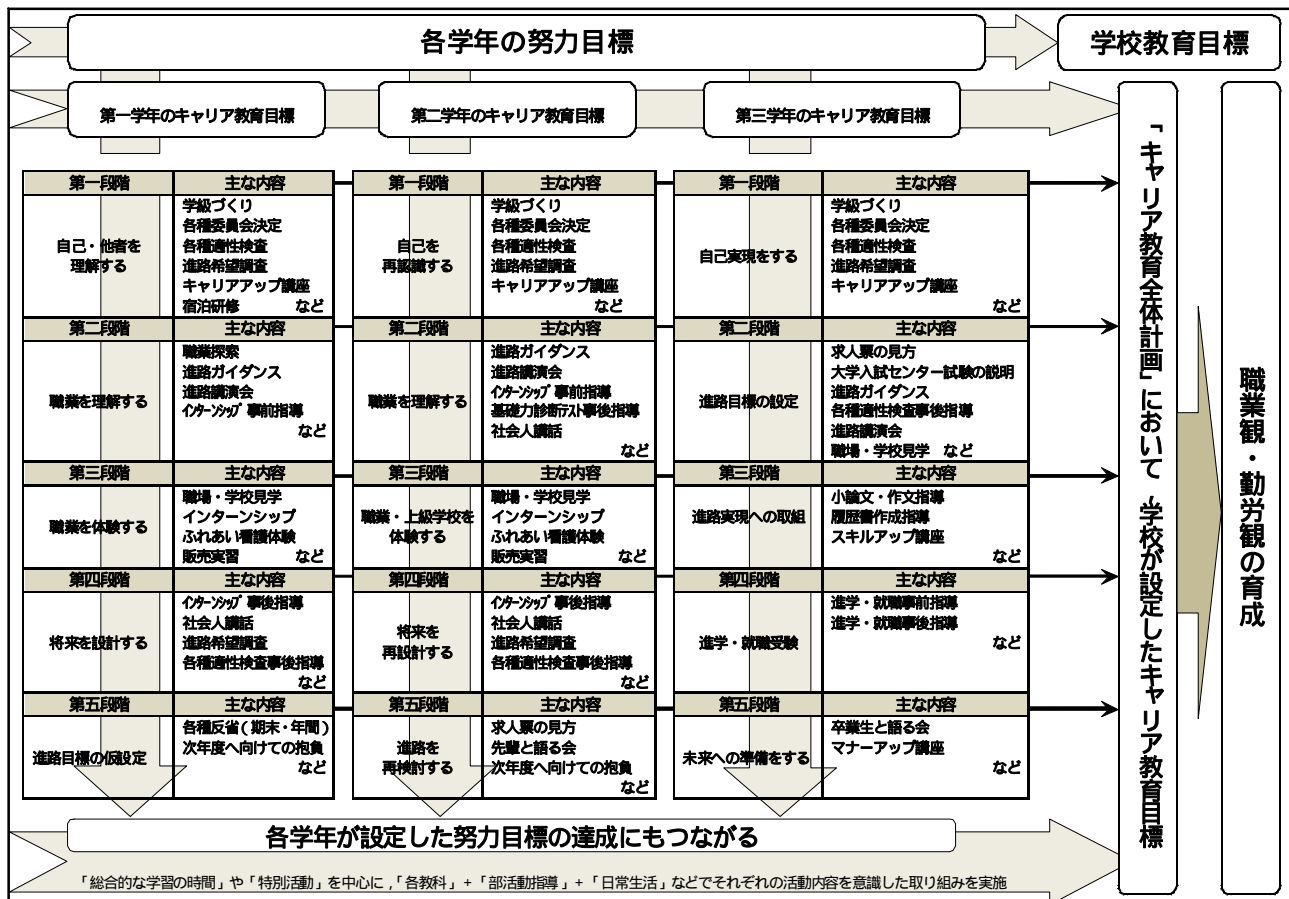 各学年の努力目標
学校教育目標
第一学年のキャリア教育目標
第二学年のキャリア教育目標
第三学年のキャリア教育目標
第一段階
主な内容
自己・他者を
理解する
学級づくり
各種委員会決定
各種適性検査
進路希望調査
キャリアアップ講座
宿泊研修 など
第二段階
主な内容
職業を理解する
職業探索
進路ガイダンス
進路講演会
インターンシップ 事前指導
など
第三段階
主な内容
職業を体験する
職場・学校見学
インターンシップ
ふれあい看護体験
販売実習 など
第四段階
主な内容
将来を設計する
インターンシップ 事後指導
社会人講話
進路希望調査
各種適性検査事後指導
など
第五段階
主な内容
進路目標の仮設定
各種反省(期末・年間)
次年度へ向けての抱負
など
第一段階
主な内容
自己を
再認識する
学級づくり
各種委員会決定
各種適性検査
進路希望調査
キャリアアップ講座
など
第二段階
主な内容
職業を理解する
進路ガイダンス
進路講演会
インターンシップ 事前指導
基礎力診断テスト事後指導
社会人講話
など
第三段階
主な内容
職業・上級学校を
体験する
職場・学校見学
インターンシップ
ふれあい看護体験
販売実習 など
第四段階
主な内容
将来を
再設計する
インターンシップ 事後指導
社会人講話
進路希望調査
各種適性検査事後指導
など
第五段階
主な内容
進路を
再検討する
求人票の見方
先輩と語る会
次年度へ向けての抱負
など
第一段階
主な内容
自己実現をする
学級づくり
各種委員会決定
各種適性検査
進路希望調査
キャリアアップ講座
など
第二段階
主な内容
進路目標の設定
求人票の見方
大学入試センター試験の説明
進路ガイダンス
各種適性検査事後指導
進路講演会
職場・学校見学 など
第三段階
主な内容
進路実現への取組
小論文・作文指導
履歴書作成指導
スキルアップ講座
など
第四段階
主な内容
進学・就職受験
進学・就職事前指導
進学・就職事後指導
など
第五段階
主な内容
未来への準備をする
卒業生と語る会
マナーアップ講座
など
「キャリア教育全体計画」において,学校が設定したキャリア教育目標
職業観・勤労観の育成
各学年が設定した努力目標の達成にもつながる
「総合的な学習の時間」や「特別活動」を中心に,「各教科」+「部活動指導」+「日常生活」などでそれぞれの活動内容を意識した取り組みを実施